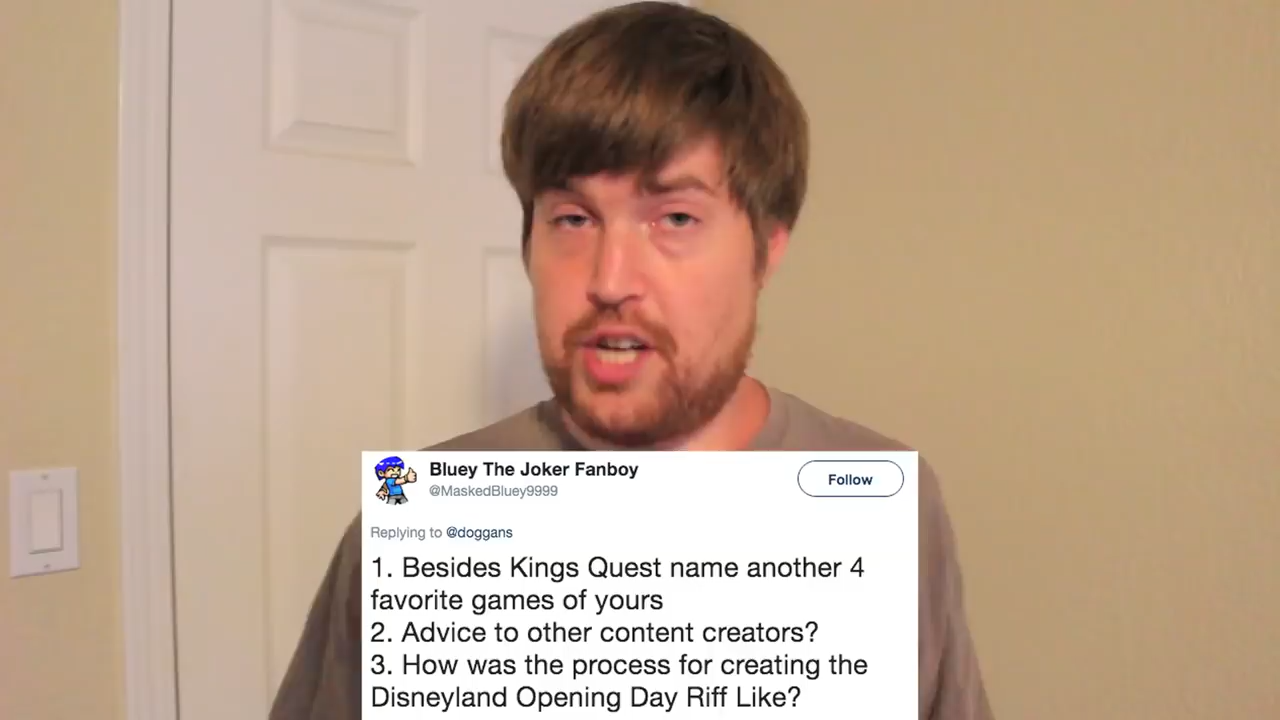 Bluey The Joker Fanboy
@MaskedBluey9999
Follow
Replying to @doggans
1. Besides Kings Quest name another 4
favorite games of yours
2. Advice to other content creators?
3. How was the process for creating the
Disneyland Opening Day Riff Like?